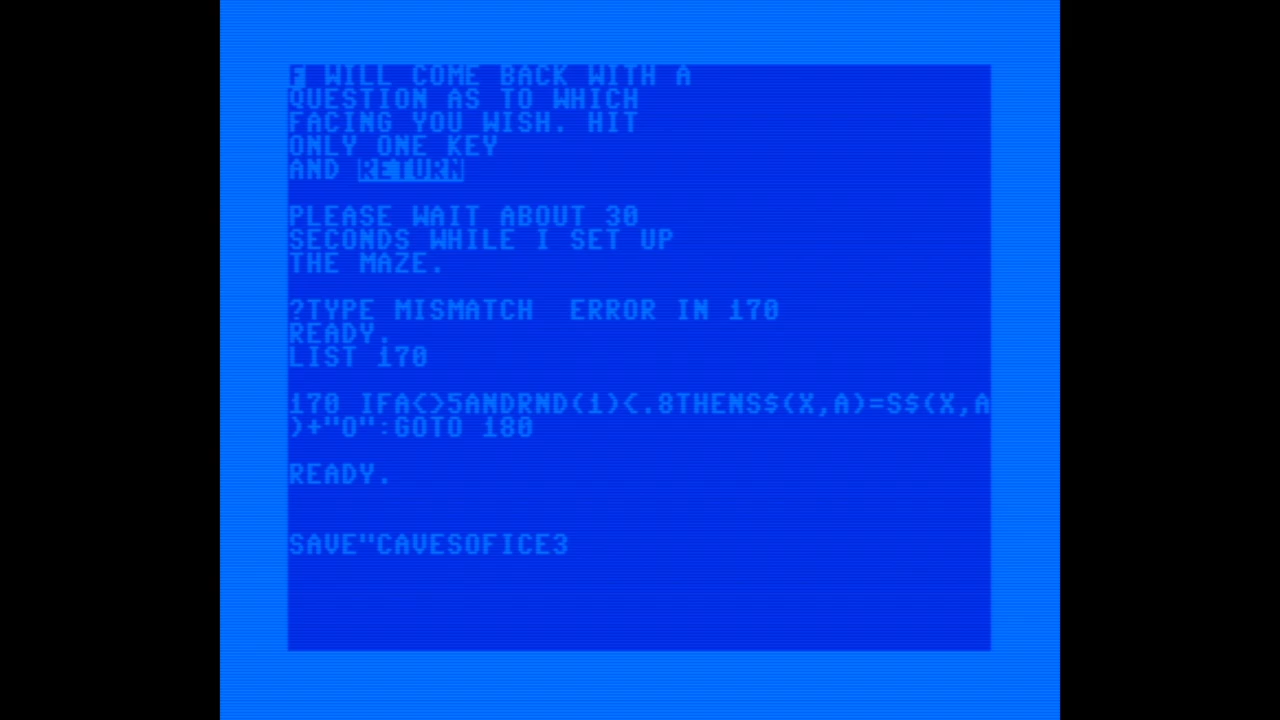 F WILL COME BACK WITH A
QUESTION AS TO WHICH
FACING YOU WISH. HIT
ONLY ONE KEY
AND RETURN
PLEASE WAIT ABOUT 30
SECONDS WHILE I SET UP
THE MAZE.
?TYPE MISMATCH  ERROR IN 170
READY.
LIST 170
170 IFA<>5ANDRND(1)<.8THENS$(X,A)=S$(X,A
)+"O":GOTO 180
READY.
SAVE"CAVESOFICE3